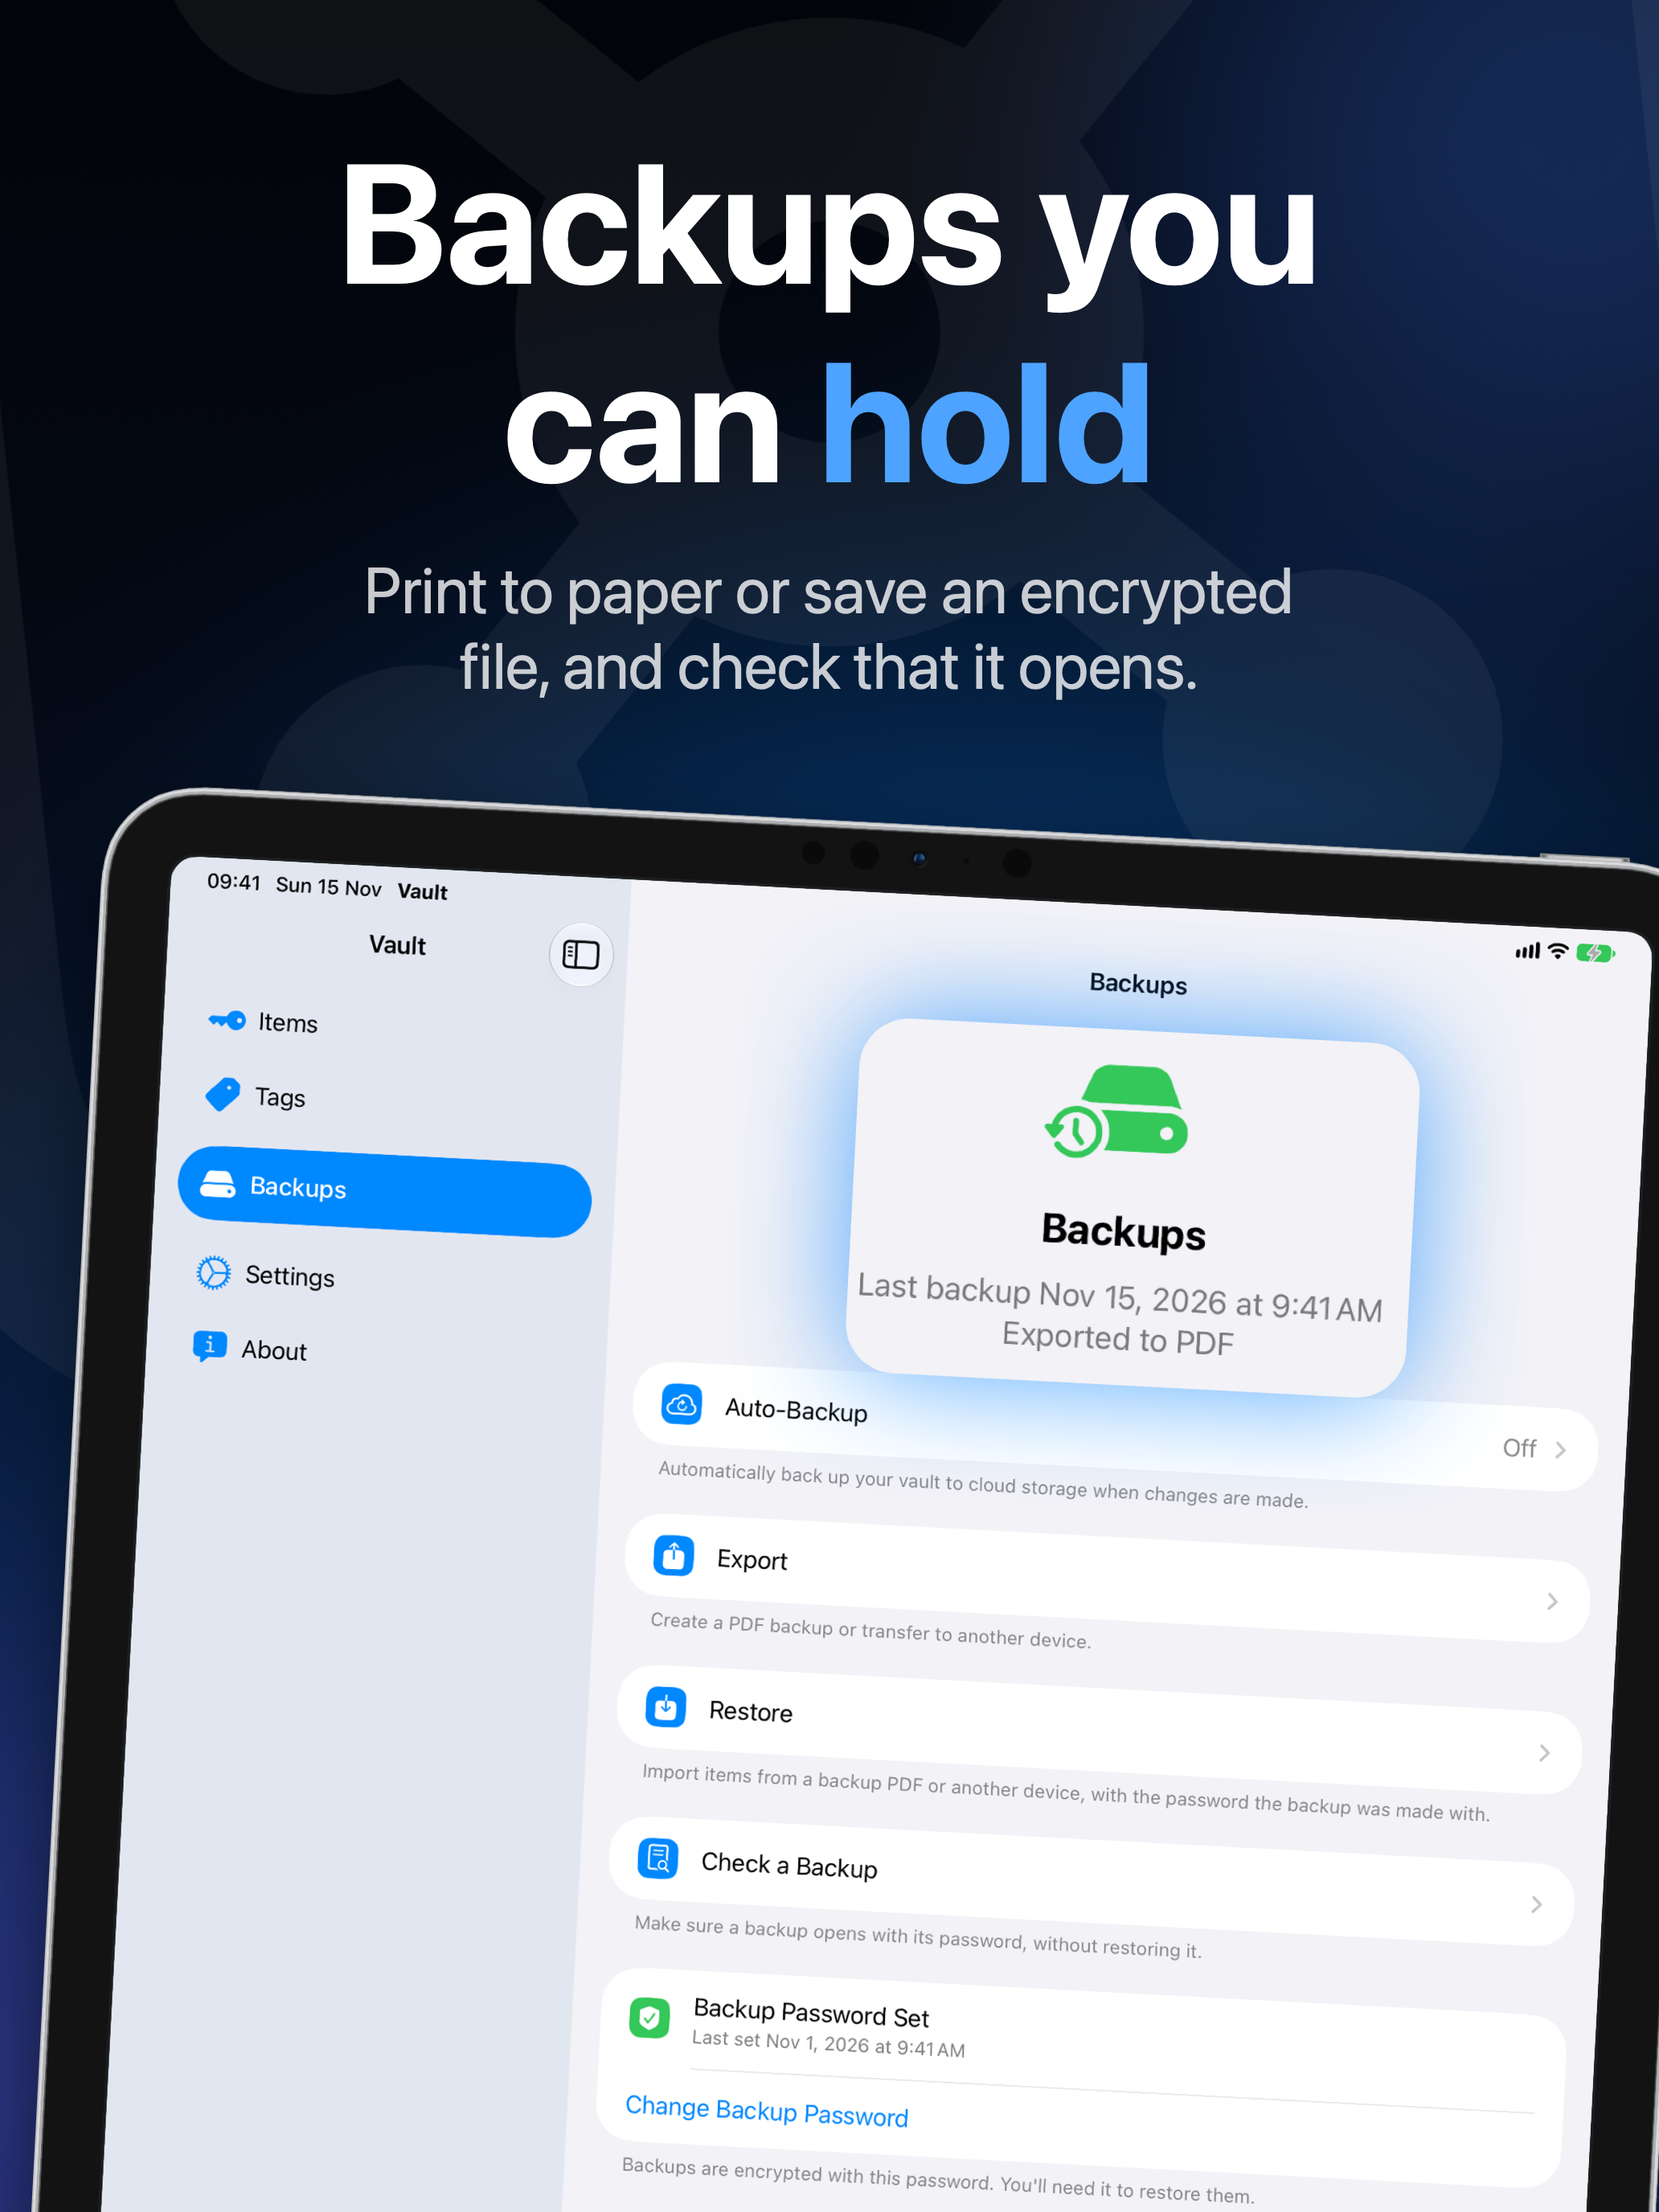 Backups you
can hold
Print to paper or save an encrypted
file, and check that it opens.
09:41 Sun 15 Nov Vault
Vault
Items
Tags
Backups
Settings
About
Backups
Backups
Last backup Nov 15, 2026 at 9:41 AM
Exported to PDF
Auto-Backup
Off
Automatically back up your vault to cloud storage when changes are made.
Export
Create a PDF backup or transfer to another device.
Restore
Import items from a backup PDF or another device, with the password the backup was made with.
Check a Backup
Make sure a backup opens with its password, without restoring it.
Backup Password Set
Last set Nov 1, 2026 at 9:41 AM
Change Backup Password
Backups are encrypted with this password. You'll need it to restore them.